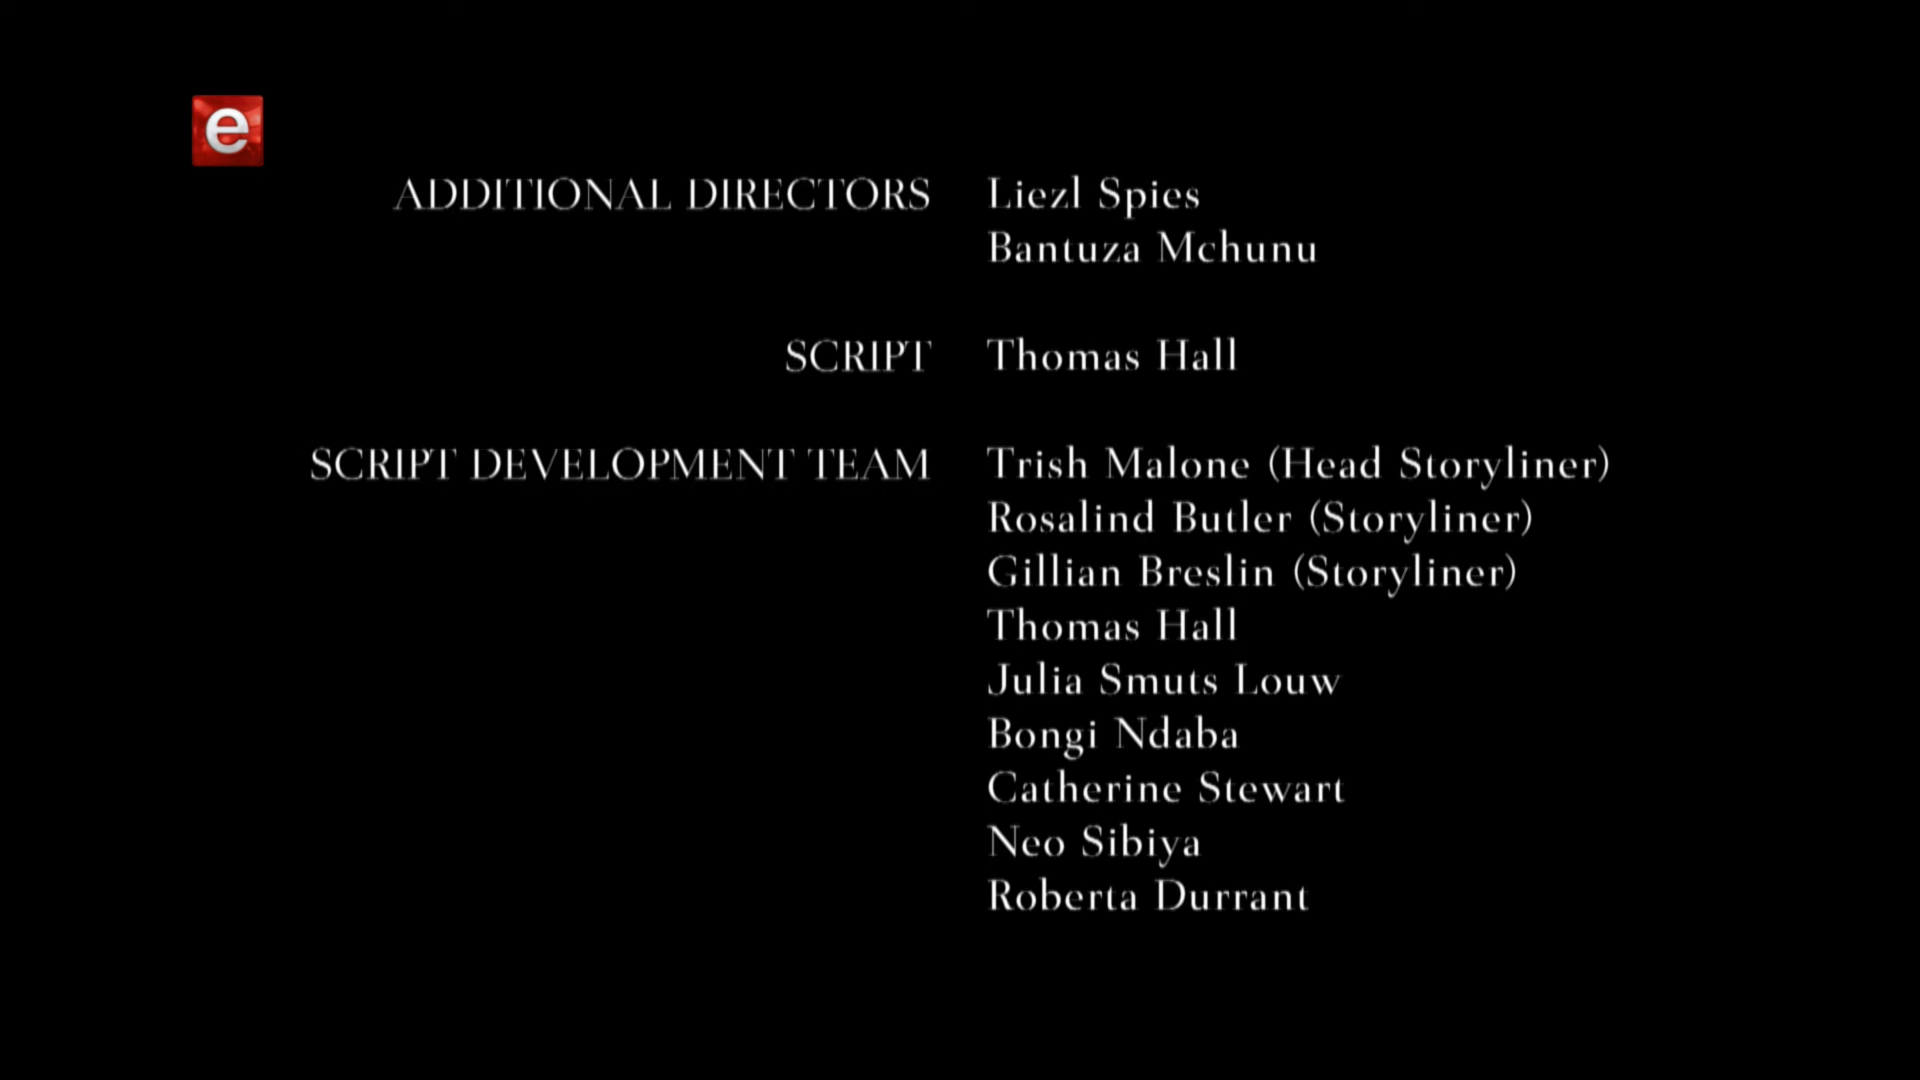 e
ADDITIONAL DIRECTORS Liezl Spies
Bantuza Mchunu
SCRIPT Thomas Hall
SCRIPT DEVELOPMENT TEAM Trish Malone (Head Storyliner)
Rosalind Butler (Storyliner)
Gillian Breslin (Storyliner)
Thomas Hall
Julia Smuts Louw
Bongi Ndaba
Catherine Stewart
Neo Sibiya
Roberta Durrant